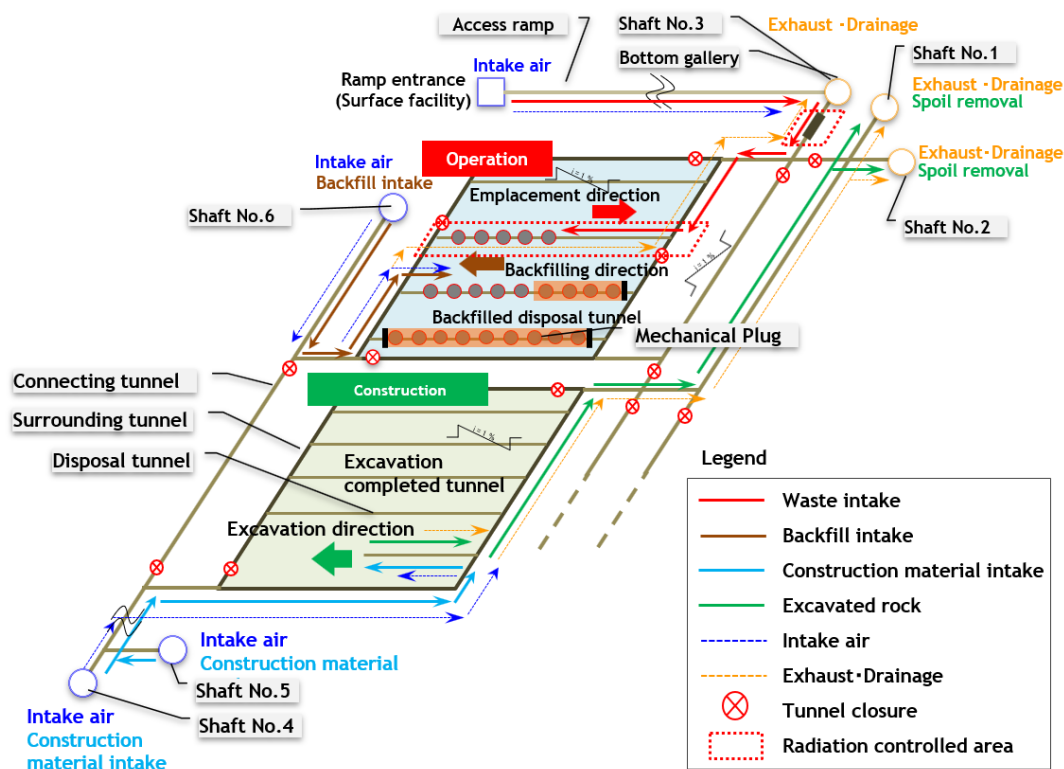 Access ramp
Shaft No.3
Exhaust・Drainage
Bottom gallery
Shaft No.1
Intake air
Ramp entrance
(Surface facility)
Exhaust・Drainage
Spoil removal
Operation
i＝1％
Intake air
Backfill intake
Exhaust・Drainage
Spoil removal
Emplacement direction
Shaft No.6
Shaft No.2
i＝1％
Backfilling direction
Backfilled disposal tunnel
Mechanical Plug
Connecting tunnel
Construction
Surrounding tunnel
i＝1％
Disposal tunnel
Excavation
completed tunnel
Excavation direction
Intake air
Construction material
Shaft No.5
Intake air
Shaft No.4
Construction
material intake
Legend
Waste intake
Backfill intake
Construction material intake
Excavated rock
Intake air
Exhaust・Drainage
Tunnel closure
Radiation controlled area